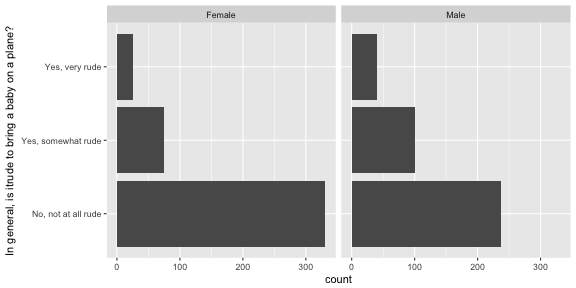 Female
Male
In general, is itrude to bring a baby on a plane?
Yes, very rude
Yes, somewhat rude
No, not at all rude
0
100
200
300
0
100
200
300
count